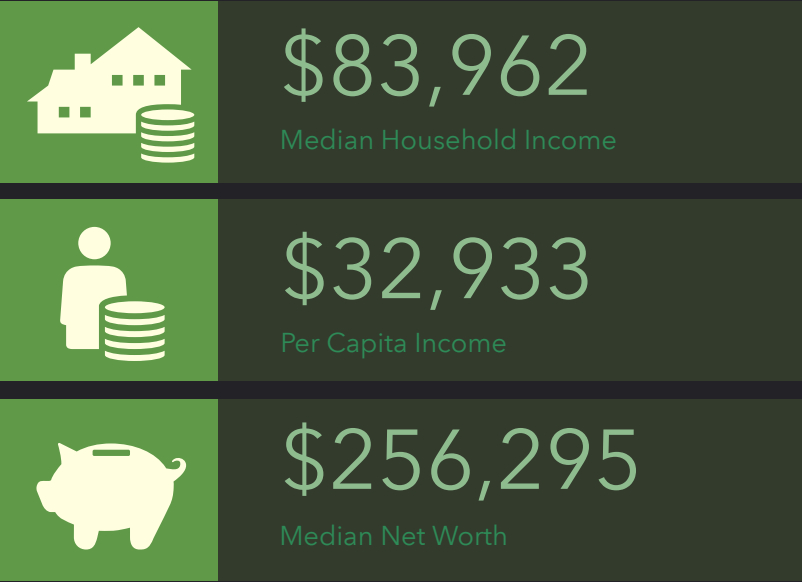 $83,962
Median Household Income
$32,933
Per Capita Income
$256,295
Median Net Worth